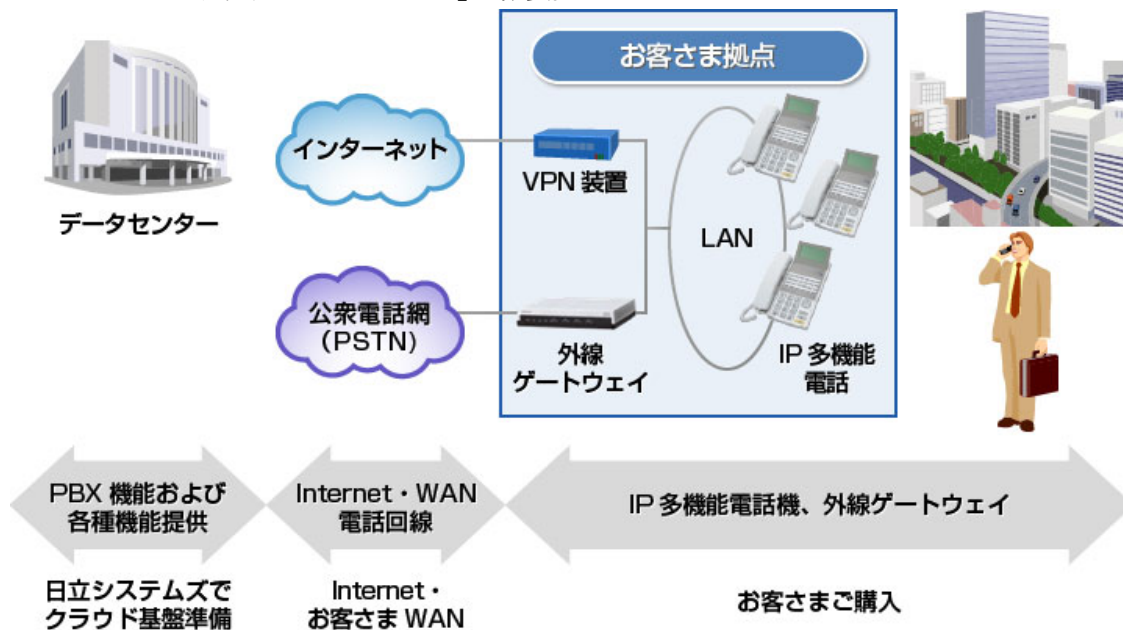 お客さま拠点
インターネット
VPN 装置
データセンター
LAN
公衆電話網
(PSTN)
外線
ゲートウェイ
IP 多機能
電話
PBX 機能および
各種機能提供
Internet・WAN
電話回線
IP 多機能電話機、外線ゲートウェイ
日立システムズで
クラウド基盤準備
Internet・
お客さま WAN
お客さまご購入